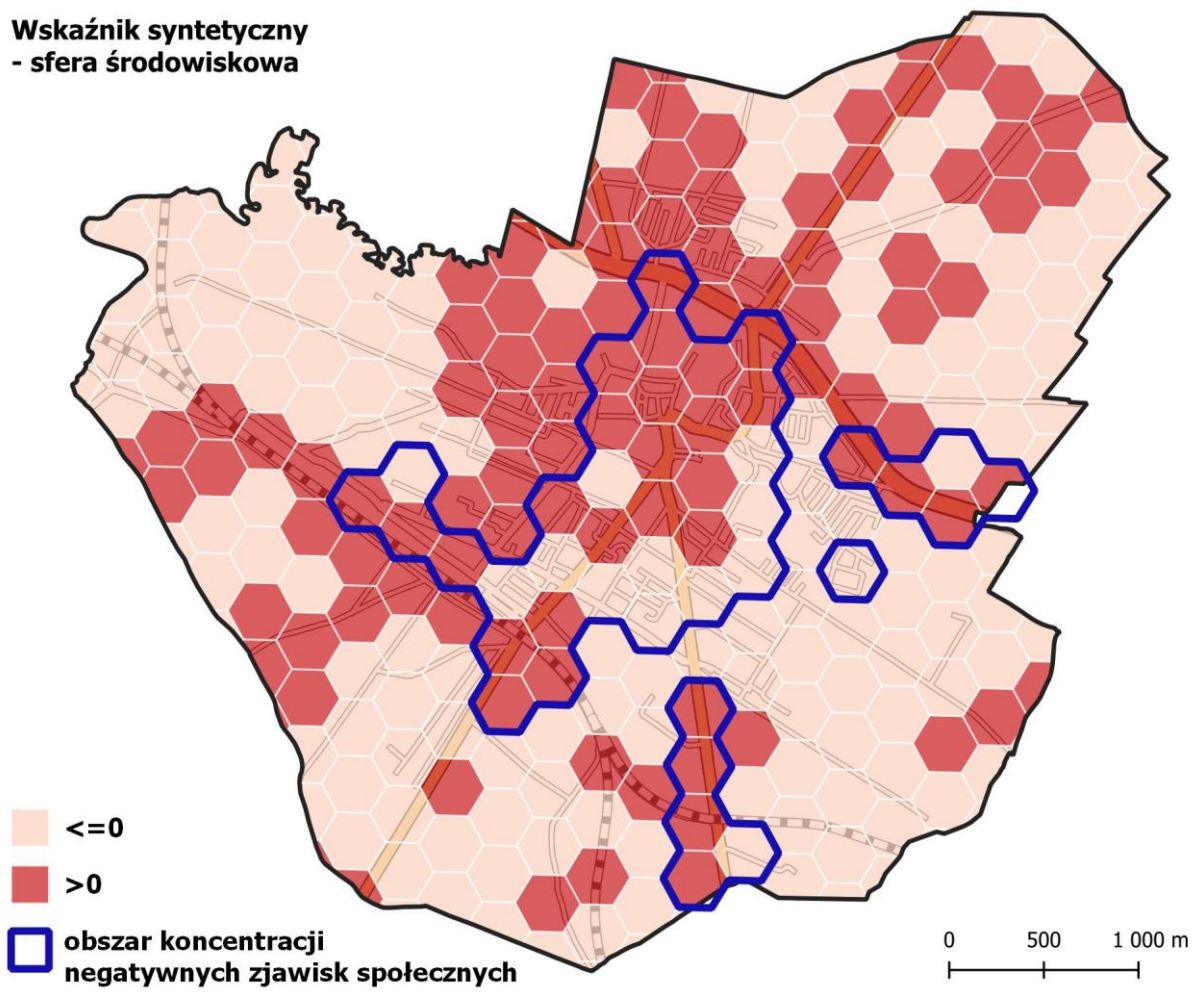 Wskaźnik syntetyczny
- sfera środowiskowa
<=0
>0
obszar koncentracji
negatywnych zjawisk społecznych
0 500 1 000 m